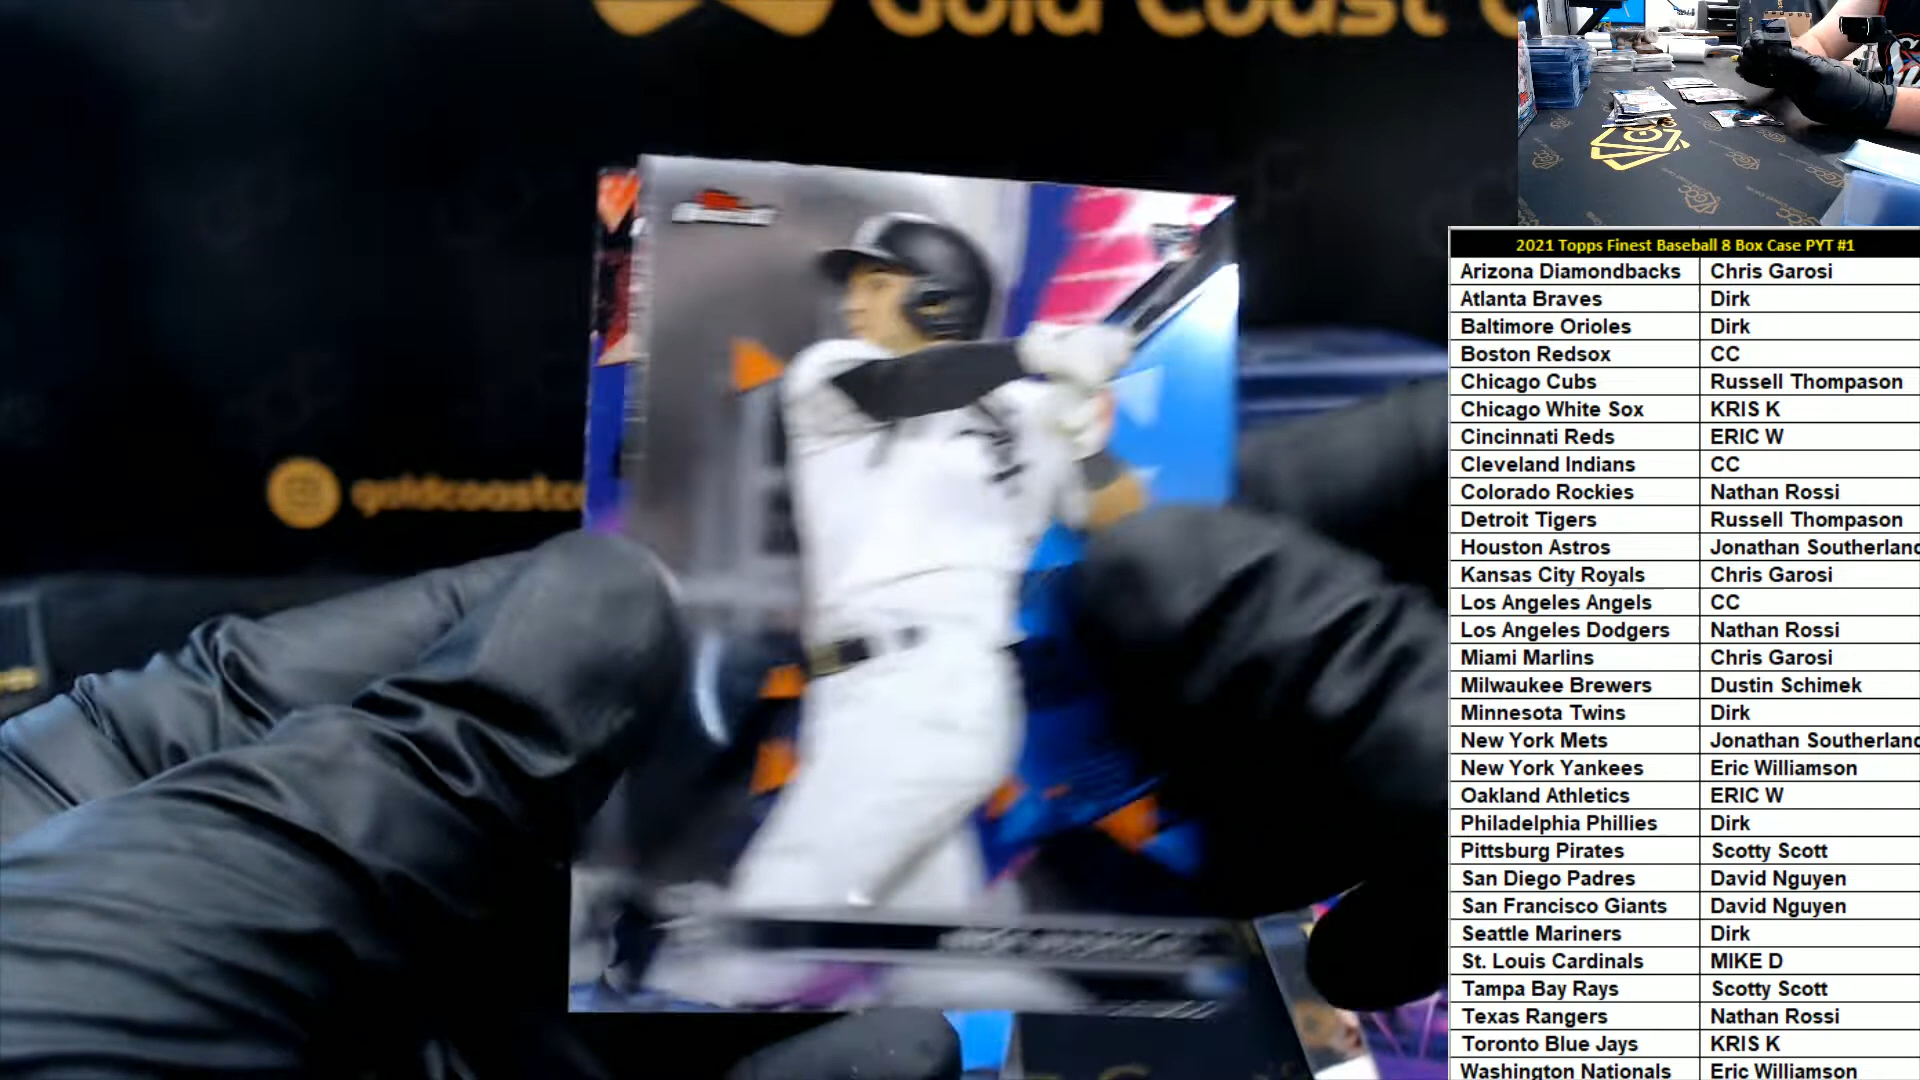 Gold Coast C
goldcoastc
2021 Topps Finest Baseball 8 Box Case PYT #1
Arizona Diamondbacks Chris Garosi
Atlanta Braves Dirk
Baltimore Orioles Dirk
Boston Redsox CC
Chicago Cubs Russell Thompason
Chicago White Sox KRIS K
Cincinnati Reds ERIC W
Cleveland Indians CC
Colorado Rockies Nathan Rossi
Detroit Tigers Russell Thompason
Houston Astros Jonathan Southerland
Kansas City Royals Chris Garosi
Los Angeles Angels CC
Los Angeles Dodgers Nathan Rossi
Miami Marlins Chris Garosi
Milwaukee Brewers Dustin Schimek
Minnesota Twins Dirk
New York Mets Jonathan Southerland
New York Yankees Eric Williamson
Oakland Athletics ERIC W
Philadelphia Phillies Dirk
Pittsburg Pirates Scotty Scott
San Diego Padres David Nguyen
San Francisco Giants David Nguyen
Seattle Mariners Dirk
St. Louis Cardinals MIKE D
Tampa Bay Rays Scotty Scott
Texas Rangers Nathan Rossi
Toronto Blue Jays KRIS K
Washington Nationals Eric Williamson